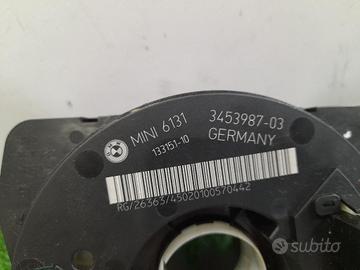 MINI 6131 3453987-03
133151-10 GERMANY
RG/26363/45020100570442
subito